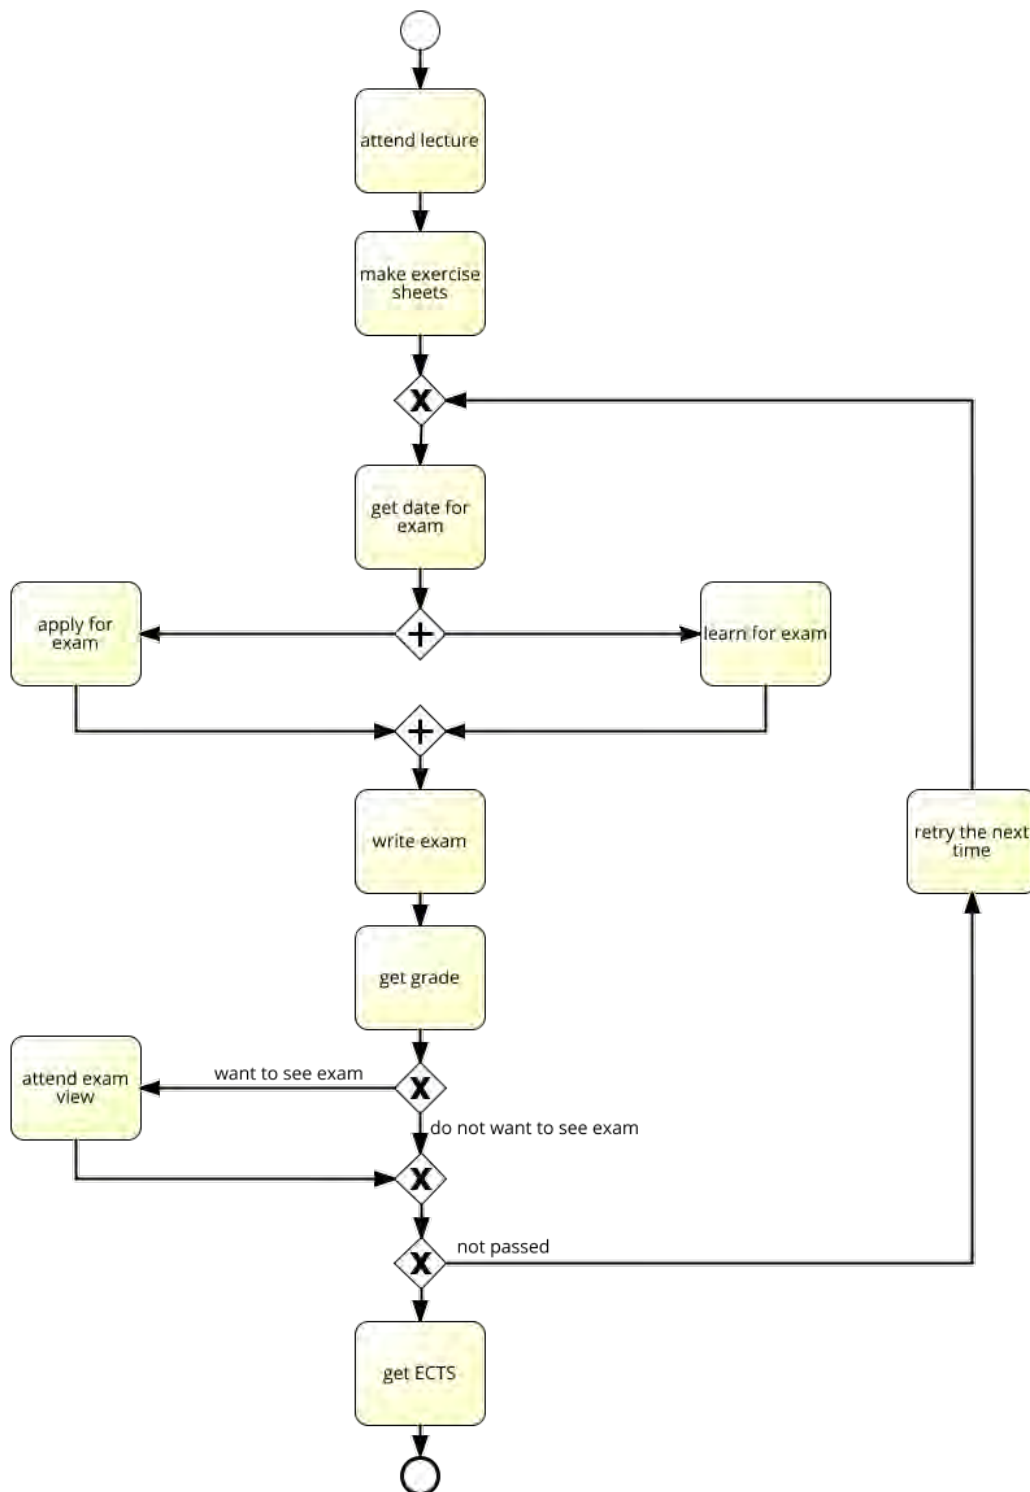 attend lecture
make exercise
sheets
get date for
exam
apply for
exam
learn for exam
write exam
retry the next
time
get grade
want to see exam
attend exam
view
do not want to see exam
not passed
get ECTS